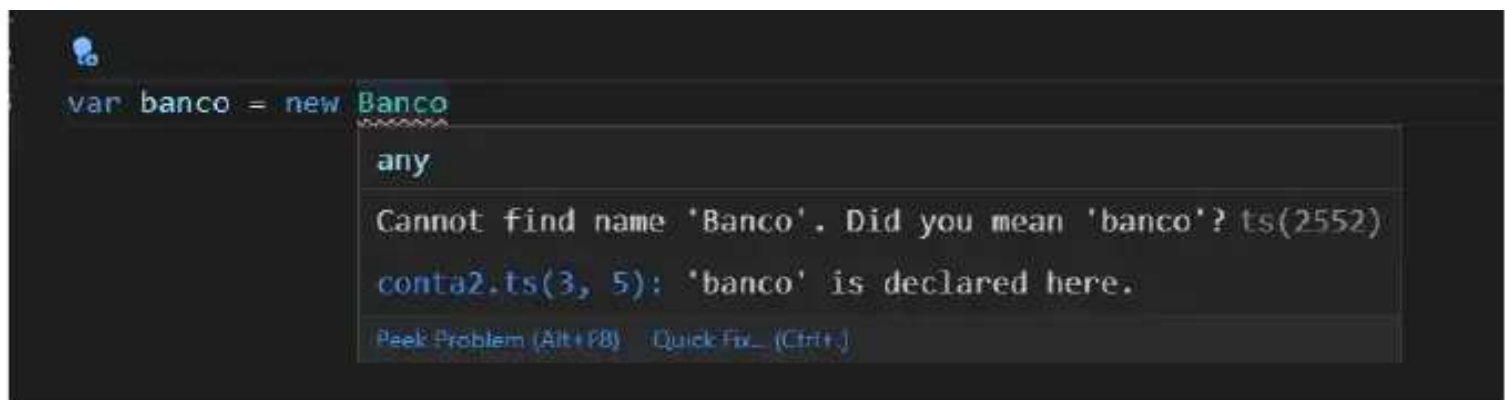 var banco = new Banco
any
Cannot find name 'Banco'. Did you mean 'banco'? ts(2552)
conta2.ts(3, 5): 'banco' is declared here.
Peek Problem (Alt+F8) Quick Fix... (Ctrl+.)